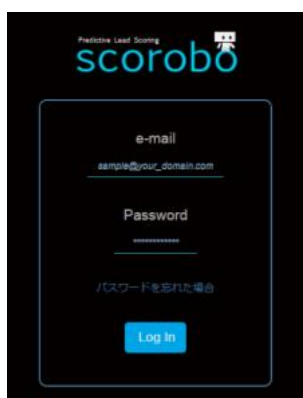 Predictive Lead Scoring
scorobo
e-mail
sample@your_domain.com
Password
************
パスワードを忘れた場合
Log In